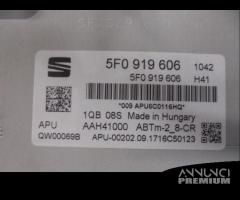 5F0 919 606 1042
5F0 919 606 H41
*009 APU6C0116HQ*
1QB 08S Made in Hungary
APU AAH41000 ABTm-2_8-CR
QW00069B APU-00202.09.1716C50123
ANNUNCI
PREMIUM